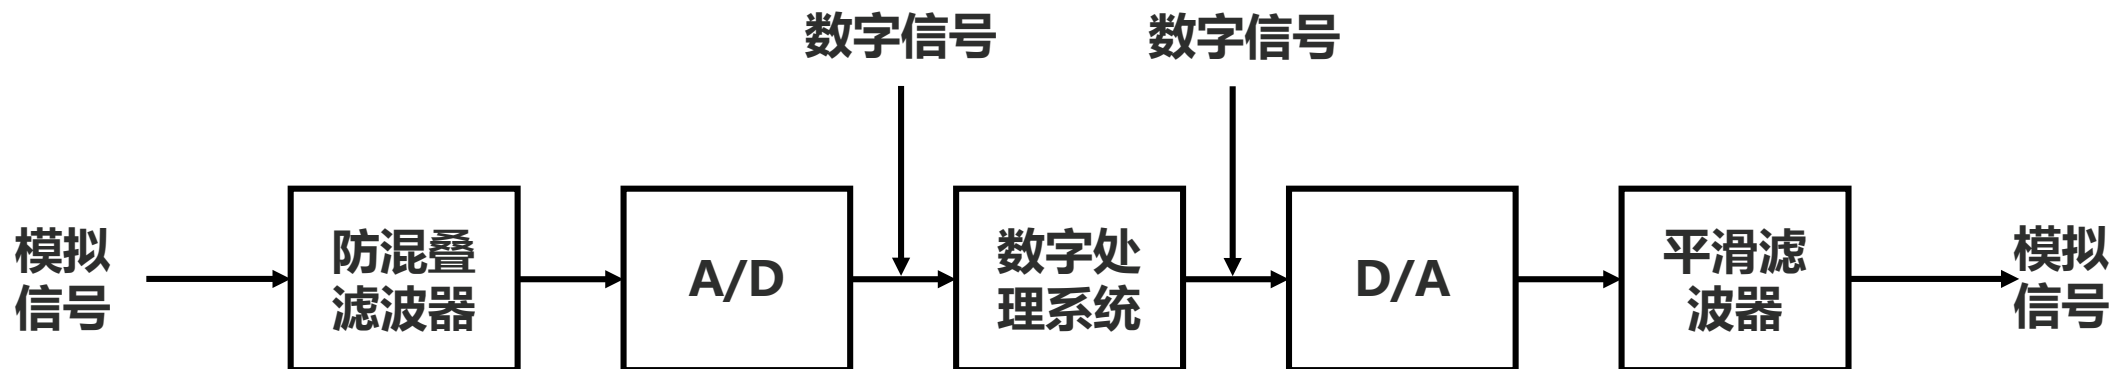 数字信号
数字信号
模拟
信号
防混叠
滤波器
A/D
数字处
理系统
D/A
平滑滤
波器
模拟
信号